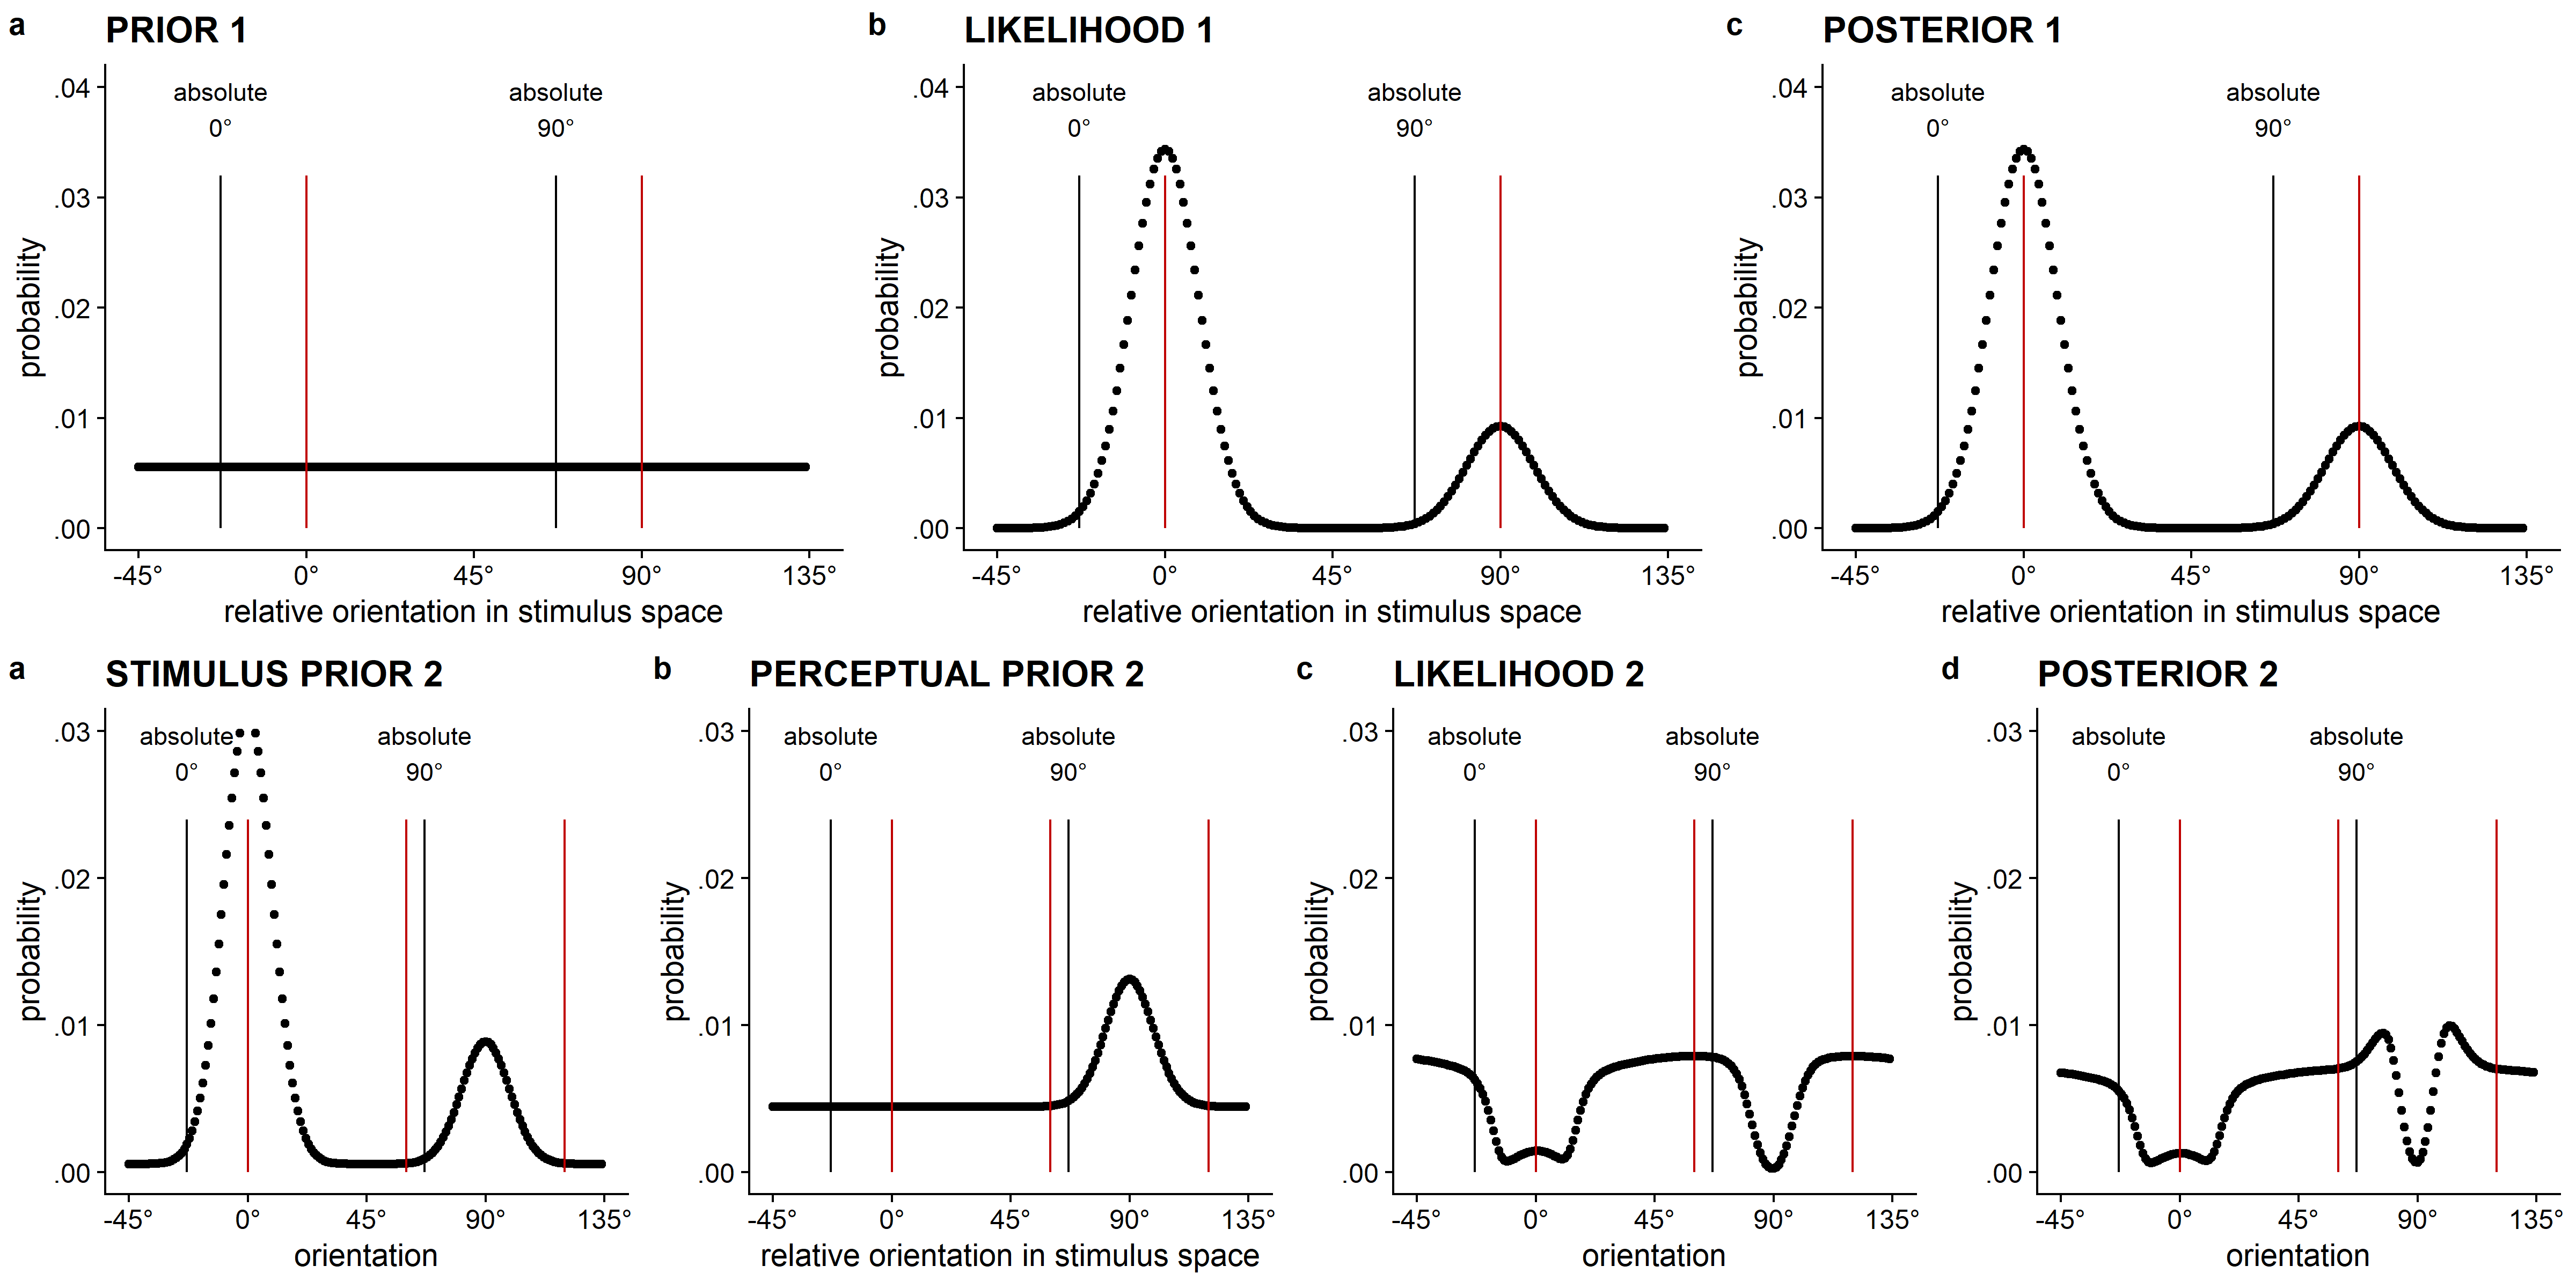 a PRIOR 1
absolute absolute
0° 90°
.04
.03
.02
.01
.00
probability
-45° 0° 45° 90° 135°
relative orientation in stimulus space
b LIKELIHOOD 1
absolute absolute
0° 90°
.04
.03
.02
.01
.00
probability
-45° 0° 45° 90° 135°
relative orientation in stimulus space
c POSTERIOR 1
absolute absolute
0° 90°
.04
.03
.02
.01
.00
probability
-45° 0° 45° 90° 135°
relative orientation in stimulus space
a STIMULUS PRIOR 2
absolute absolute
0° 90°
.03
.02
.01
.00
probability
-45° 0° 45° 90° 135°
orientation
b PERCEPTUAL PRIOR 2
absolute absolute
0° 90°
.03
.02
.01
.00
probability
-45° 0° 45° 90° 135°
relative orientation in stimulus space
c LIKELIHOOD 2
absolute absolute
0° 90°
.03
.02
.01
.00
probability
-45° 0° 45° 90° 135°
orientation
d POSTERIOR 2
absolute absolute
0° 90°
.03
.02
.01
.00
probability
-45° 0° 45° 90° 135°
orientation